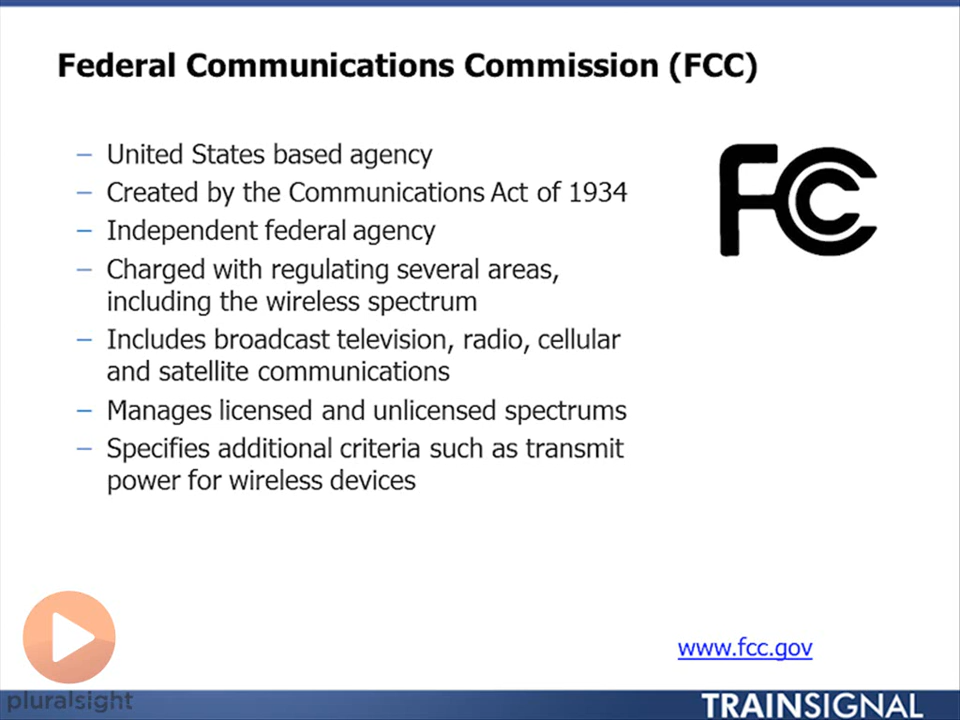 Federal Communications Commission (FCC)
– United States based agency
– Created by the Communications Act of 1934
– Independent federal agency
– Charged with regulating several areas,
including the wireless spectrum
– Includes broadcast television, radio, cellular
and satellite communications
– Manages licensed and unlicensed spectrums
– Specifies additional criteria such as transmit
power for wireless devices
FCC
www.fcc.gov
pluralsight
TRAINSIGNAL